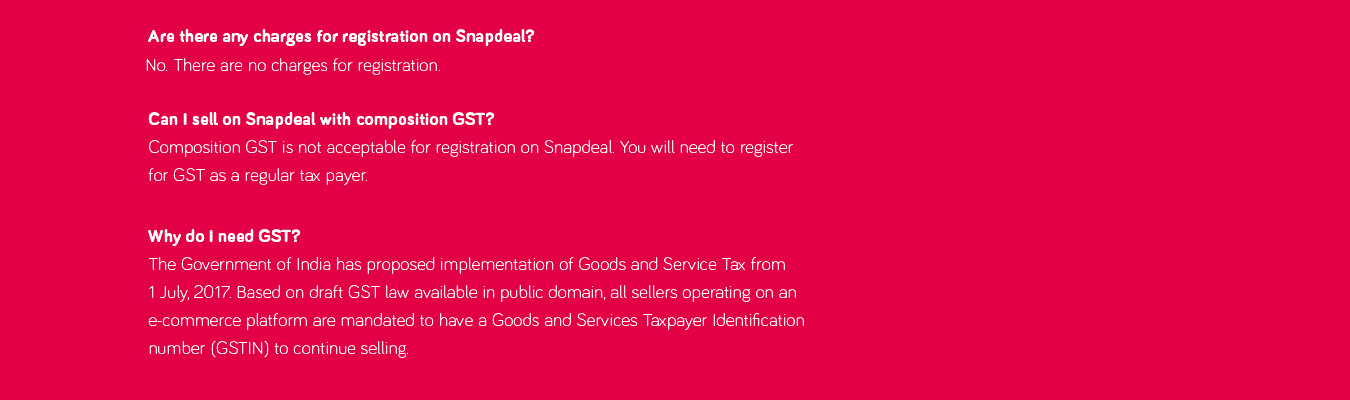 Are there any charges for registration on Snapdeal?
No. There are no charges for registration.
Can I sell on Snapdeal with composition GST?
Composition GST is not acceptable for registration on Snapdeal. You will need to register
for GST as a regular tax payer.
Why do I need GST?
The Government of India has proposed implementation of Goods and Service Tax from
1 July, 2017. Based on draft GST law available in public domain, all sellers operating on an
e-commerce platform are mandated to have a Goods and Services Taxpayer Identification
number (GSTIN) to continue selling.